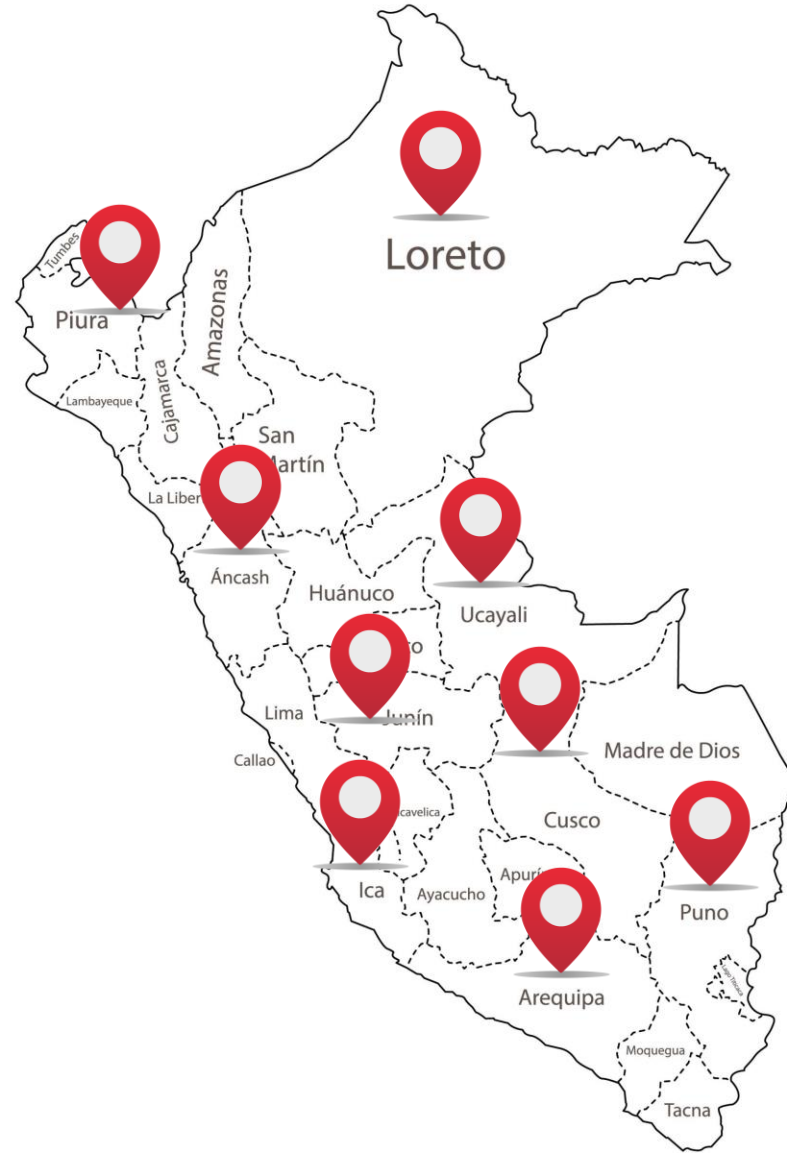 Loreto
Tumbes
Piura
Amazonas
Cajamarca
Lambayeque
San
Martín
La Liber
Áncash
Huánuco
Ucayali
Lima
Junín
Callao
Madre de Dios
Cusco
Ica
Ayacucho
Puno
Arequipa
Moquegua
Tacna